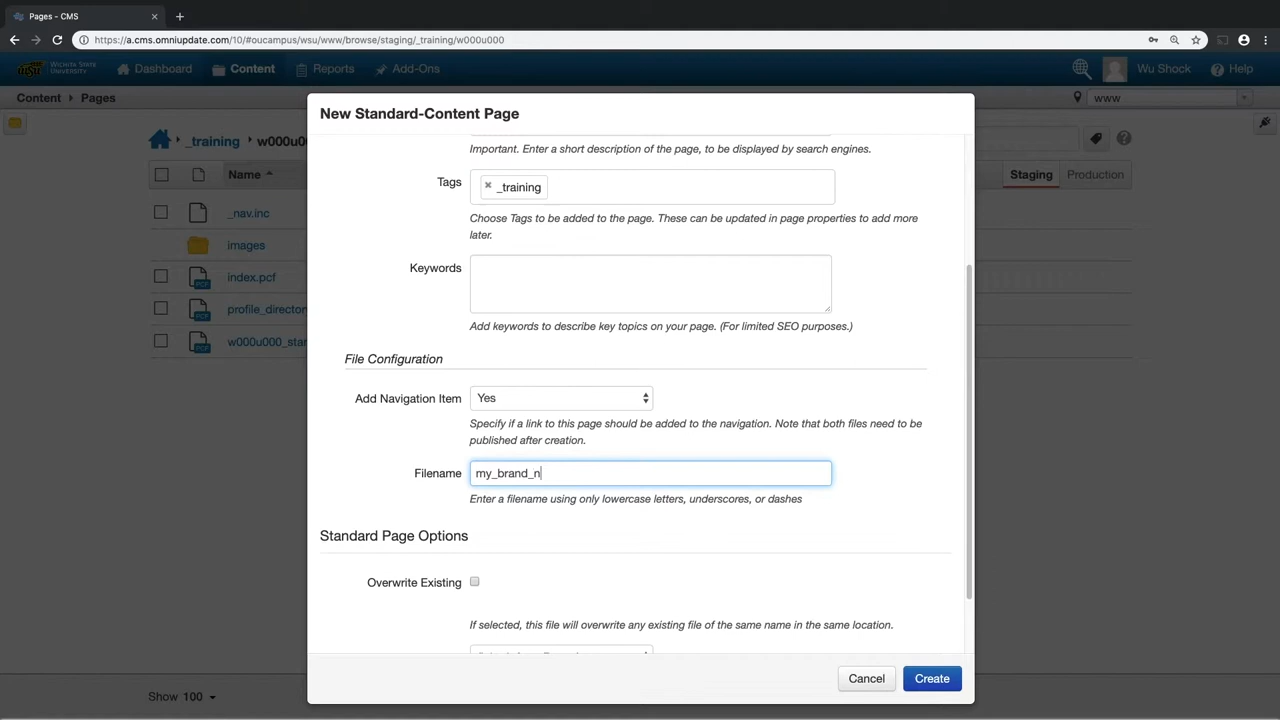 Pages - CMS
https://a.cms.omniupdate.com/10/#oucampus/wsu/www/browse/staging/_training/w000u000
WICHITA STATE
UNIVERSITY
Dashboard
Content
Reports
Add-Ons
Wu Shock
Help
Content
Pages
www
New Standard-Content Page
_training
w000u00
Name
Staging
Production
_nav.inc
images
index.pcf
profile_director
w000u000_star
Important. Enter a short description of the page, to be displayed by search engines.
Tags
_training
Choose Tags to be added to the page. These can be updated in page properties to add more
later.
Keywords
Add keywords to describe key topics on your page. (For limited SEO purposes.)
File Configuration
Add Navigation Item
Yes
Specify if a link to this page should be added to the navigation. Note that both files need to be
published after creation.
Filename
my_brand_n
Enter a filename using only lowercase letters, underscores, or dashes
Standard Page Options
Overwrite Existing
If selected, this file will overwrite any existing file of the same name in the same location.
Cancel
Create
Show 100